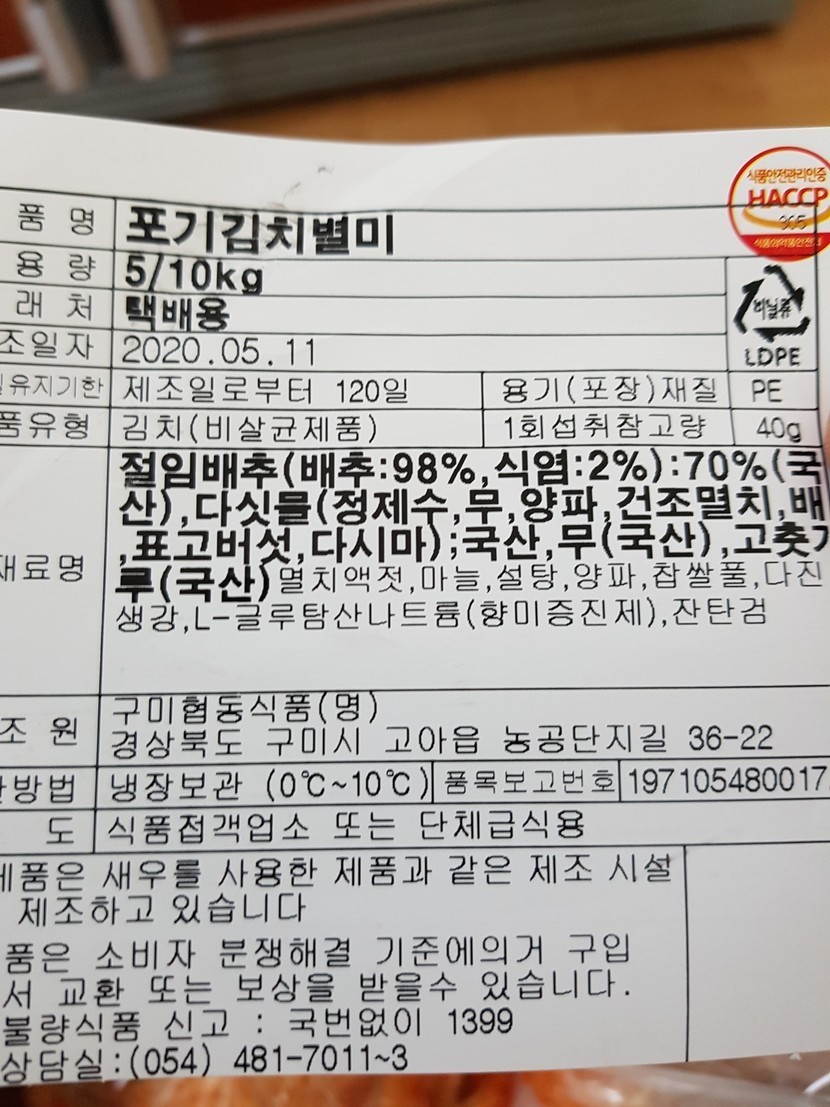 식품안전관리인증
HACCP
품 명 포기김치별미
용 량 5/10kg
래 처 택배용
비닐류
LDPE
조일자 2020.05.11
유지기한 제조일로부터 120일 용기(포장)재질 PE
품유형 김치(비살균제품) 1회섭취참고량 40g
절임배추(배추:98%,식염:2%):70%(국
산),다싯물(정제수,무,양파,건조멸치,배
,표고버섯,다시마);국산,무(국산),고춧가
재료명 루(국산)멸치액젓,마늘,설탕,양파,찹쌀풀,다진
생강,L-글루탐산나트륨(향미증진제),잔탄검
조 원 구미협동식품(명)
경상북도 구미시 고아읍 농공단지길 36-22
방법 냉장보관 (0℃~10℃) 품목보고번호 197105480017
도 식품접객업소 또는 단체급식용
제품은 새우를 사용한 제품과 같은 제조 시설
제조하고 있습니다
품은 소비자 분쟁해결 기준에의거 구입
서 교환 또는 보상을 받을수 있습니다.
불량식품 신고 : 국번없이 1399
상담실:(054) 481-7011~3